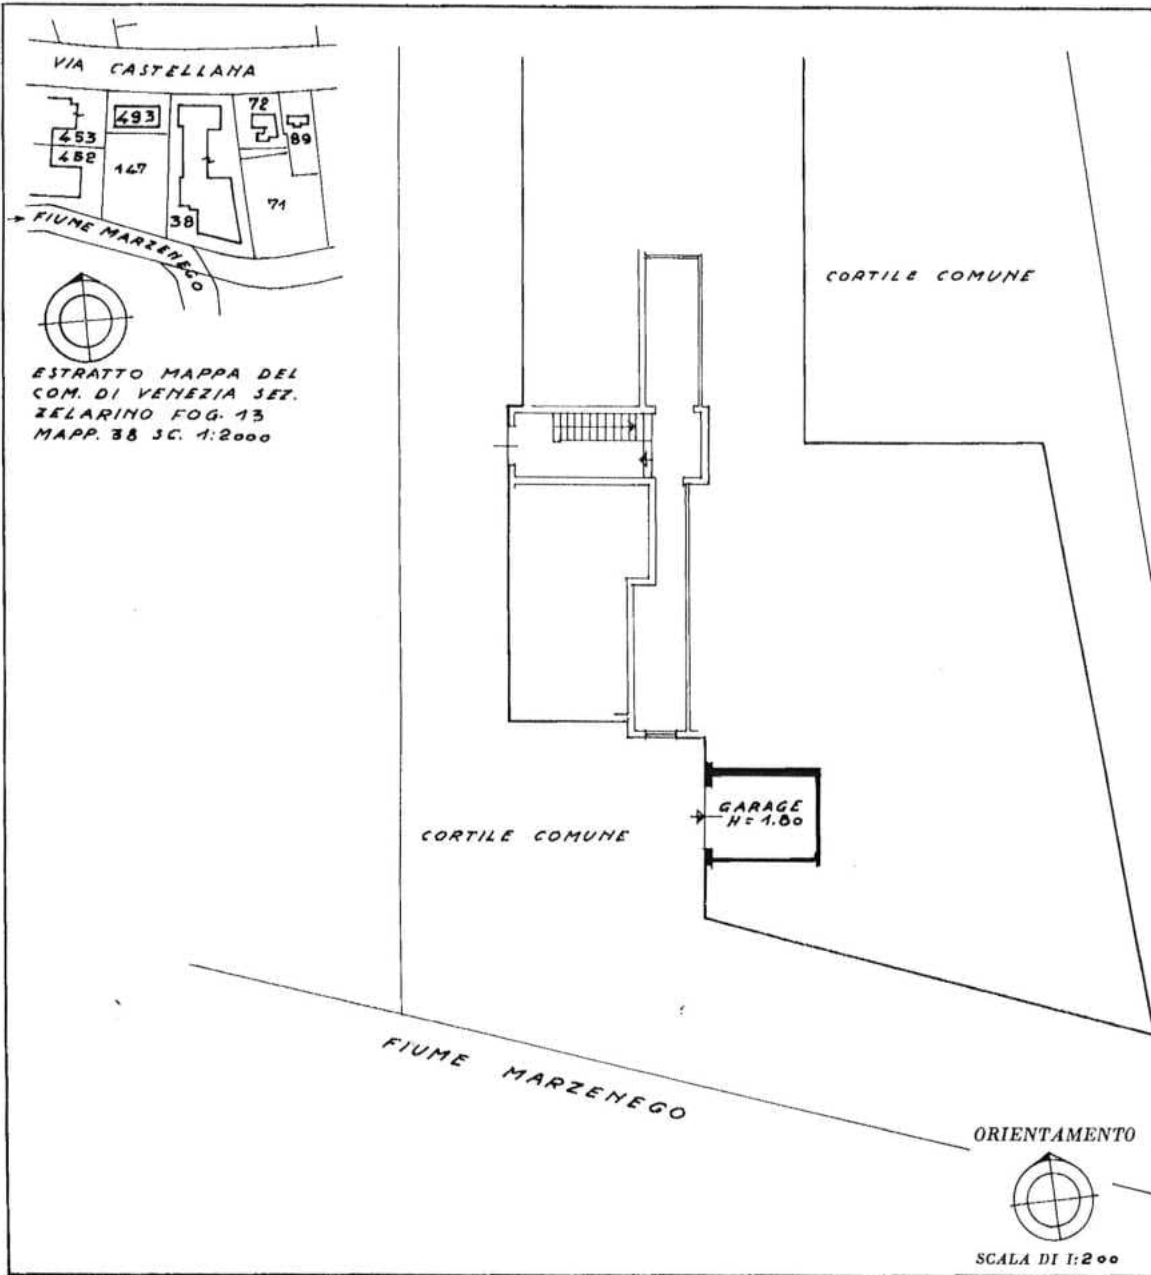 VIA CASTELLANA
493
72
453
89
452
147
71
38
FIUME MARZENEGO
ESTRATTO MAPPA DEL
COM. DI VENEZIA SEZ.
ZELARINO FOG. 13
MAPP. 38 SC. 1:2000
CORTILE COMUNE
GARAGE
H = 1.80
CORTILE COMUNE
FIUME MARZENEGO
ORIENTAMENTO
SCALA DI 1:200